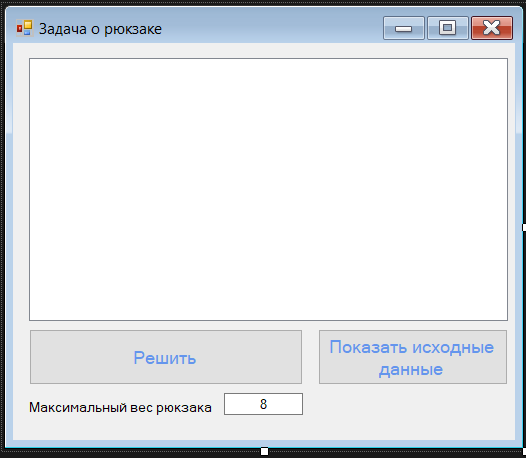 Задача о рюкзаке
Решить
Показать исходные
данные
Максимальный вес рюкзака
8